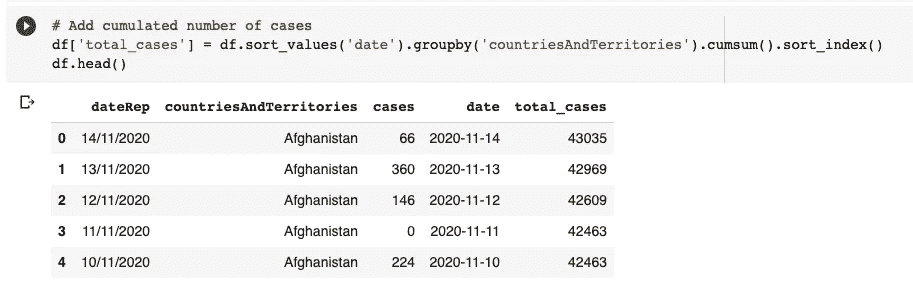 # Add cumulated number of cases
df['total_cases'] = df.sort_values('date').groupby('countriesAndTerritories').cumsum().sort_index()
df.head()
dateRep countriesAndTerritories cases date total_cases
0 14/11/2020 Afghanistan 66 2020-11-14 43035
1 13/11/2020 Afghanistan 360 2020-11-13 42969
2 12/11/2020 Afghanistan 146 2020-11-12 42609
3 11/11/2020 Afghanistan 0 2020-11-11 42463
4 10/11/2020 Afghanistan 224 2020-11-10 42463